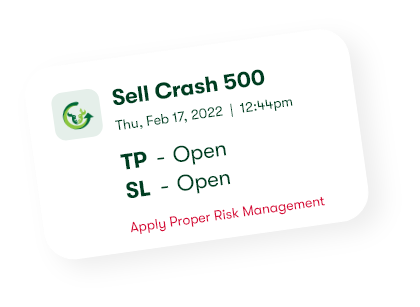 Sell Crash 500
Thu, Feb 17, 2022 | 12:44pm
TP - Open
SL - Open
Apply Proper Risk Management